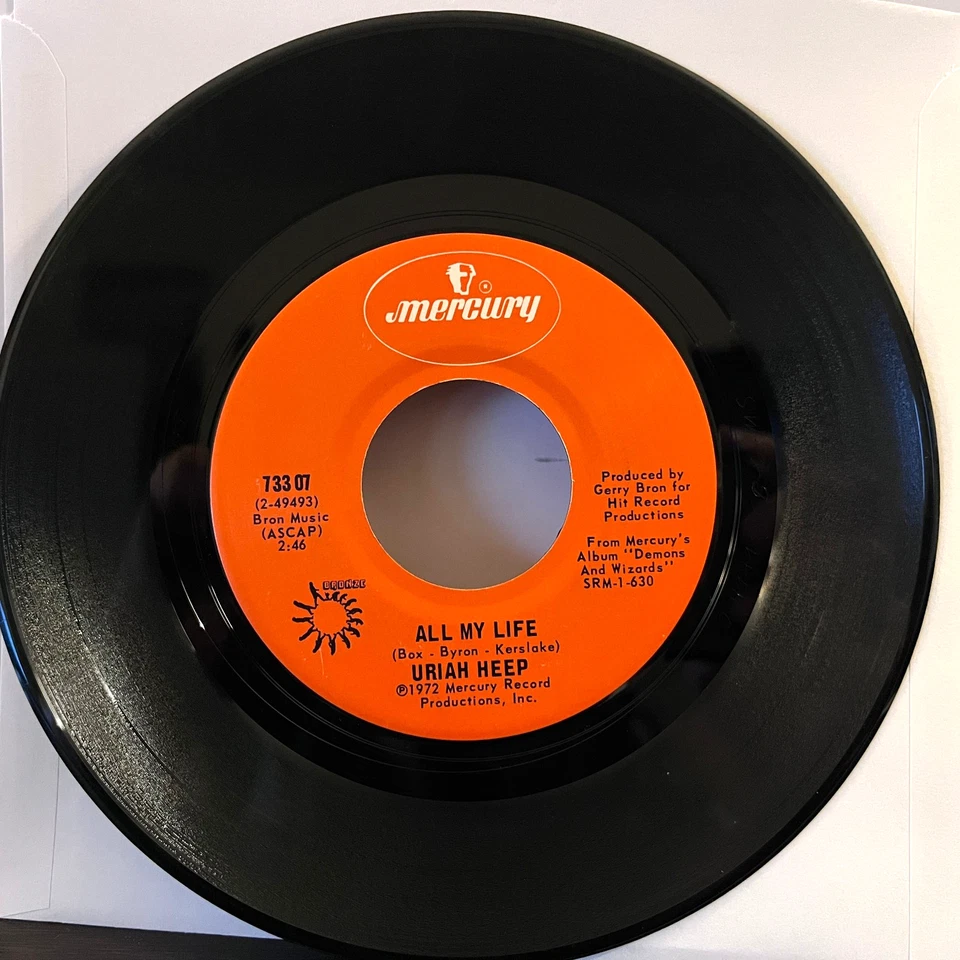 mercury
733 07
(2-49493)
Bron Music
(ASCAP)
2:46
Produced by
Gerry Bron for
Hit Record
Productions
From Mercury's
Album "Demons
And Wizards"
SRM-1-630
BRONZE
ALL MY LIFE
(Box - Byron - Kerslake)
URIAH HEEP
℗1972 Mercury Record
Productions, Inc.